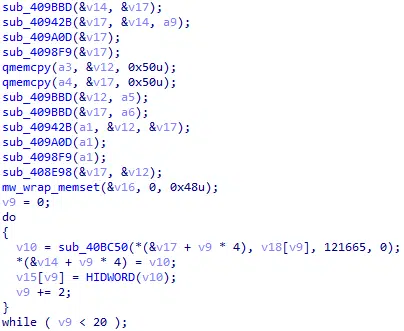 sub_409BBD(&v14, &v17);
sub_40942B(&v17, &v14, a9);
sub_409A0D(&v17);
sub_4098F9(&v17);
qmemcpy(a3, &v12, 0x50u);
qmemcpy(a4, &v17, 0x50u);
sub_409BBD(&v12, a5);
sub_409BBD(&v17, a6);
sub_40942B(a1, &v12, &v17);
sub_409A0D(a1);
sub_4098F9(a1);
sub_408E98(&v17, &v12);
mw_wrap_memset(&v16, 0, 0x48u);
v9 = 0;
do
{
v10 = sub_40BC50(*(&v17 + v9 * 4), v18[v9], 121665, 0);
*(&v14 + v9 * 4) = v10;
v15[v9] = HIDWORD(v10);
v9 += 2;
}
while ( v9 < 20 );